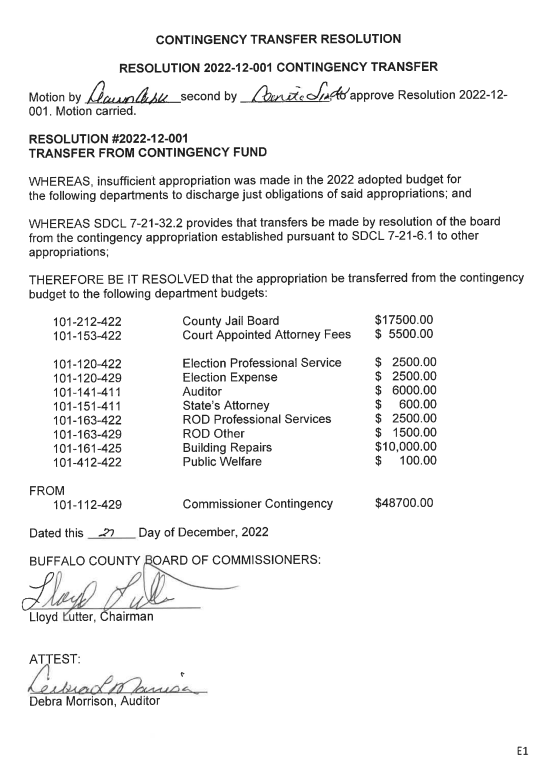 CONTINGENCY TRANSFER RESOLUTION
RESOLUTION 2022-12-001 CONTINGENCY TRANSFER
Motion by second by approve Resolution 2022-12-
001. Motion carried.
RESOLUTION #2022-12-001
TRANSFER FROM CONTINGENCY FUND
WHEREAS, insufficient appropriation was made in the 2022 adopted budget for
the following departments to discharge just obligations of said appropriations; and
WHEREAS SDCL 7-21-32.2 provides that transfers be made by resolution of the board
from the contingency appropriation established pursuant to SDCL 7-21-6.1 to other
appropriations;
THEREFORE BE IT RESOLVED that the appropriation be transferred from the contingency
budget to the following department budgets:
101-212-422 County Jail Board $17500.00
101-153-422 Court Appointed Attorney Fees $ 5500.00
101-120-422 Election Professional Service $ 2500.00
101-120-429 Election Expense $ 2500.00
101-141-411 Auditor $ 6000.00
101-151-411 State's Attorney $ 600.00
101-163-422 ROD Professional Services $ 2500.00
101-163-429 ROD Other $ 1500.00
101-161-425 Building Repairs $10,000.00
101-412-422 Public Welfare $ 100.00
FROM
101-112-429 Commissioner Contingency $48700.00
Dated this 27 Day of December, 2022
BUFFALO COUNTY BOARD OF COMMISSIONERS:
Lloyd Lutter
Lloyd Lutter, Chairman
ATTEST:
Debra Morrison, Auditor
E1